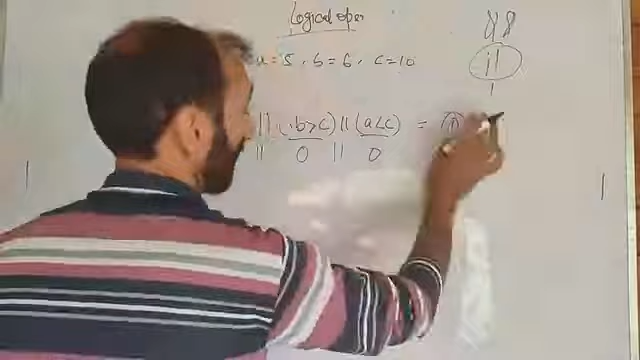 Logical oper
a = 5, b = 6, c = 10
|| (b>c) || (a<c) =
|| 0 || 0